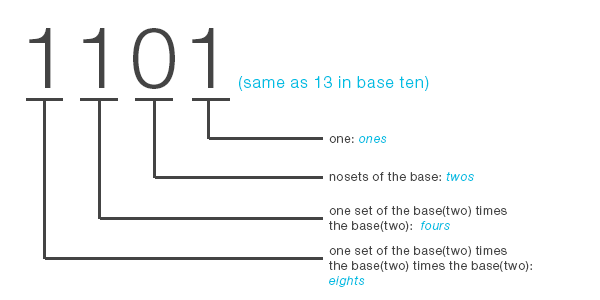 1101 (same as 13 in base ten)
one: ones
nosets of the base: twos
one set of the base(two) times
the base(two): fours
one set of the base(two) times
the base(two) times the base(two):
eights